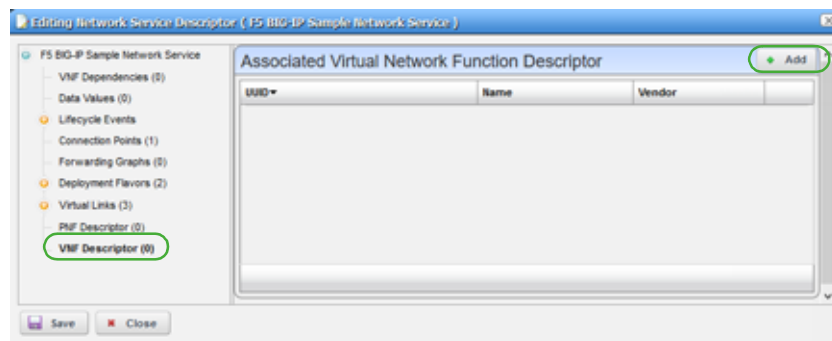 Editing Network Service Descriptor ( F5 BIG-IP Sample Network Service )
F5 BIG-IP Sample Network Service
VNF Dependencies (0)
Data Values (0)
Lifecycle Events
Connection Points (1)
Forwarding Graphs (0)
Deployment Flavors (2)
Virtual Links (3)
PNF Descriptor (0)
VNF Descriptor (0)
Associated Virtual Network Function Descriptor
Add
UUID Name Vendor
Save Close